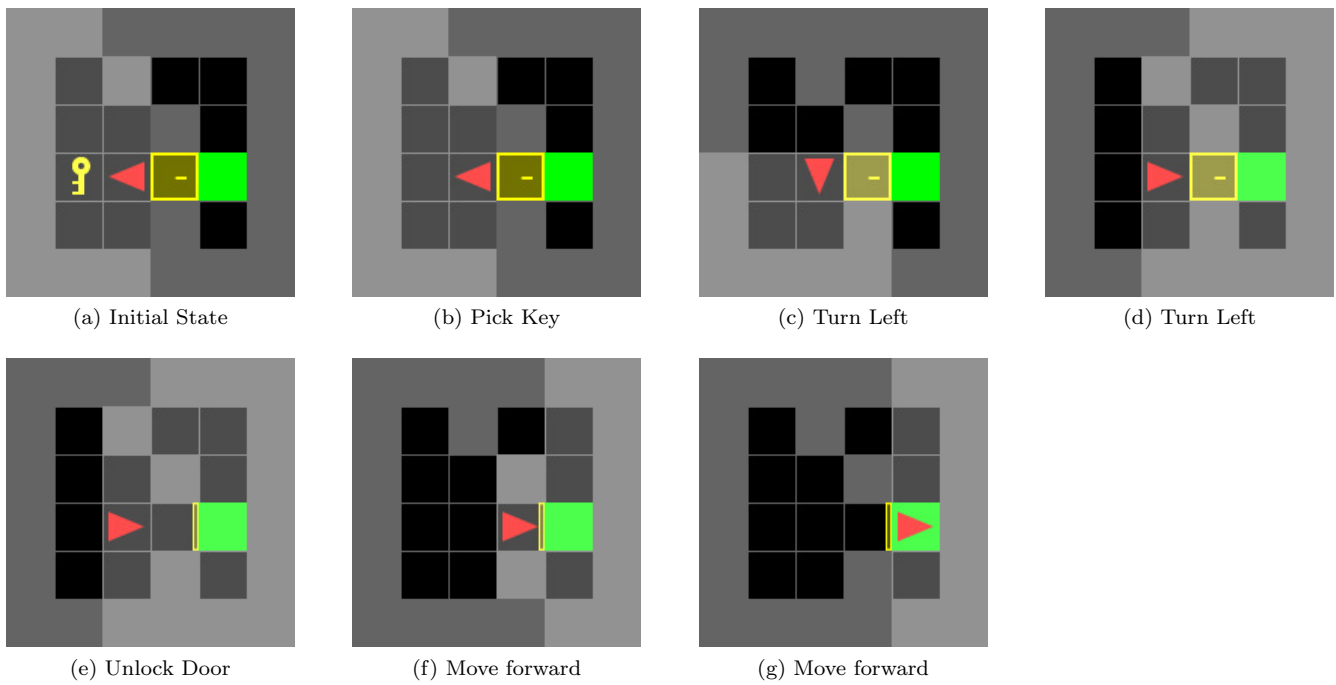 (a) Initial State
(b) Pick Key
(c) Turn Left
(d) Turn Left
(e) Unlock Door
(f) Move forward
(g) Move forward